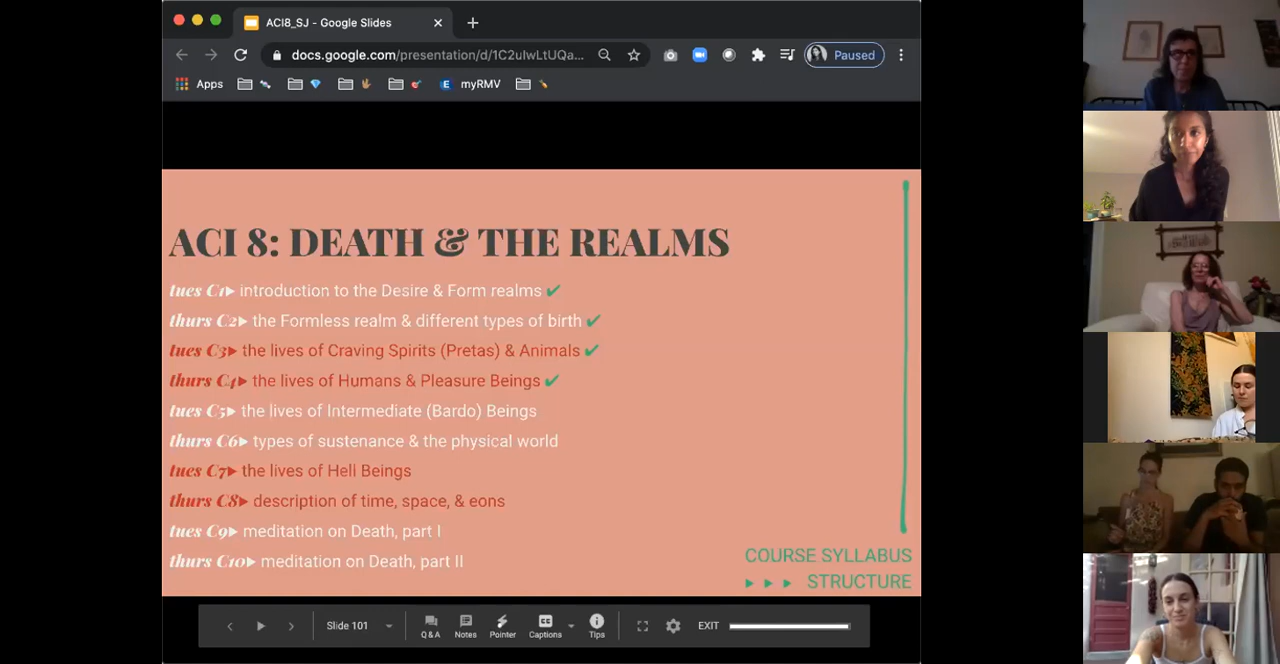 ACI8_SJ - Google Slides
docs.google.com/presentation/d/1C2uIwLtUQa...
Paused
Apps
E myRMV
ACI 8: DEATH & THE REALMS
tues C1▶ introduction to the Desire & Form realms ✔
thurs C2▶ the Formless realm & different types of birth ✔
tues C3▶ the lives of Craving Spirits (Pretas) & Animals ✔
thurs C4▶ the lives of Humans & Pleasure Beings ✔
tues C5▶ the lives of Intermediate (Bardo) Beings
thurs C6▶ types of sustenance & the physical world
tues C7▶ the lives of Hell Beings
thurs C8▶ description of time, space, & eons
tues C9▶ meditation on Death, part I
thurs C10▶ meditation on Death, part II
COURSE SYLLABUS
▶ ▶ ▶ STRUCTURE
Slide 101
Q & A
Notes
Pointer
CC
Captions
Tips
EXIT